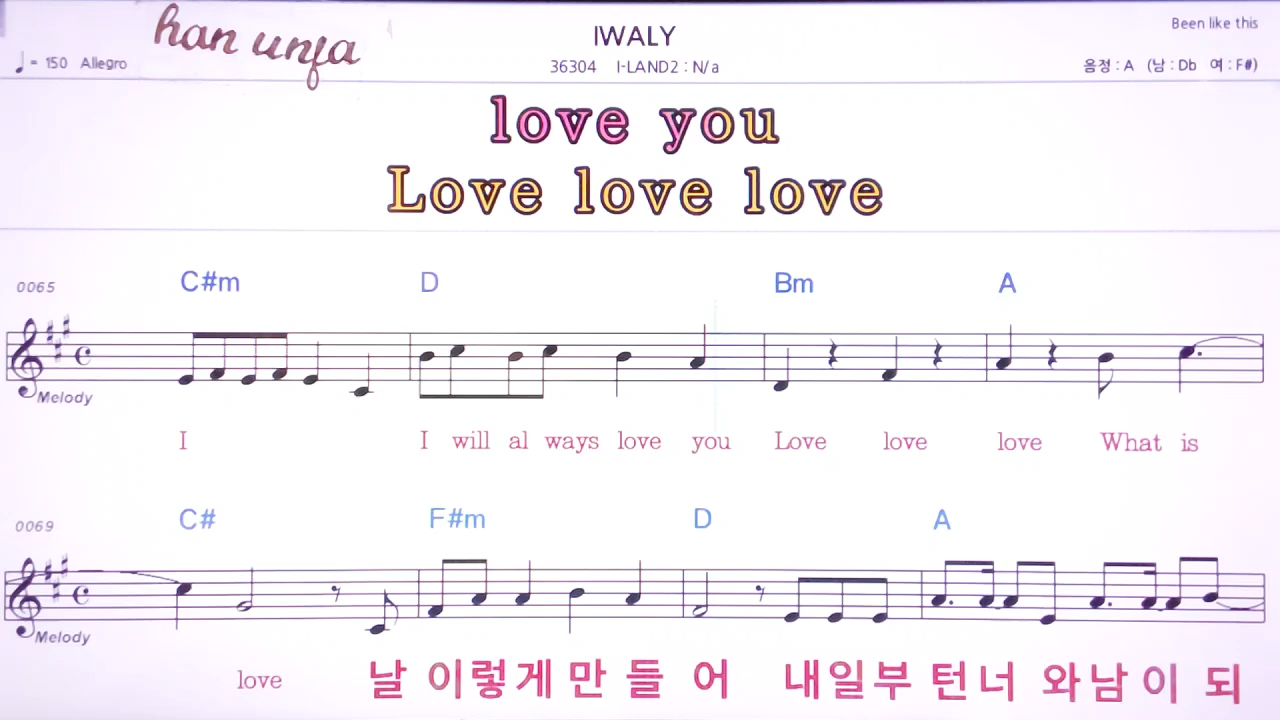 han unja
IWALY
Been like this
♩= 150 Allegro
36304 I-LAND2 : N/a
음정 : A (남 : Db 여 : F#)
love you
Love love love
0065
C#m D Bm A
Melody
I I will al ways love you Love love love What is
0069
C# F#m D A
Melody
love 날 이렇게 만 들 어 내일부 턴 너 와남 이 되